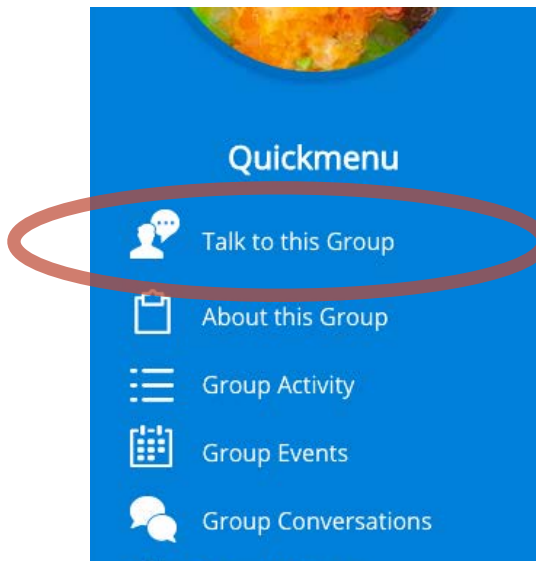 Quickmenu
Talk to this Group
About this Group
Group Activity
Group Events
Group Conversations